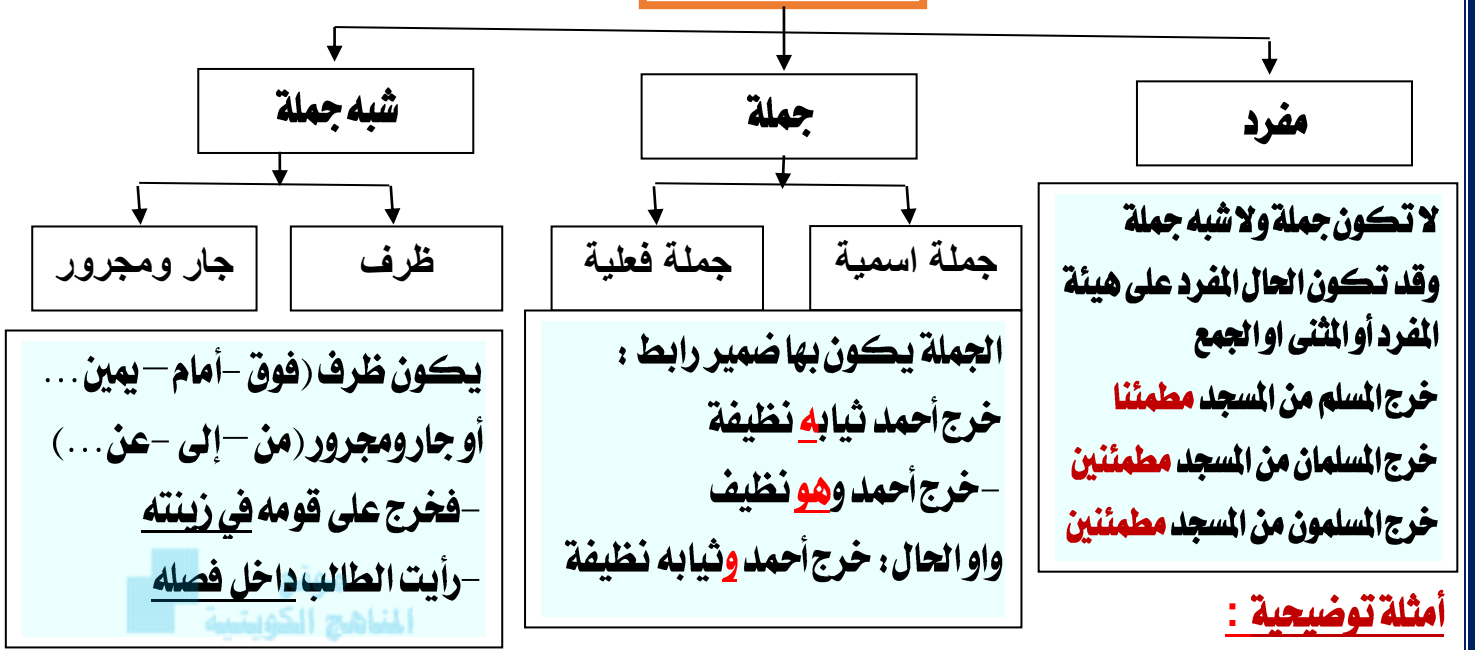 مفرد
جملة
شبه جملة
لا تكون جملة ولا شبه جملة
وقد تكون الحال المفرد على هيئة
المفرد أو المثنى او الجمع
خرج المسلم من المسجد مطمئنا
خرج المسلمان من المسجد مطمئنين
خرج المسلمون من المسجد مطمئنين
جملة اسمية
جملة فعلية
الجملة يكون بها ضمير رابط :
خرج أحمد ثيابه نظيفة
-خرج أحمد وهو نظيف
واو الحال : خرج أحمد وثيابه نظيفة
ظرف
جار ومجرور
يكون ظرف (فوق -أمام – يمين...
أو جار ومجرور (من – إلى -عن...)
-فخرج على قومه في زينته
-رأيت الطالب داخل فصله
المناهج الكويتية
أمثلة توضيحية :